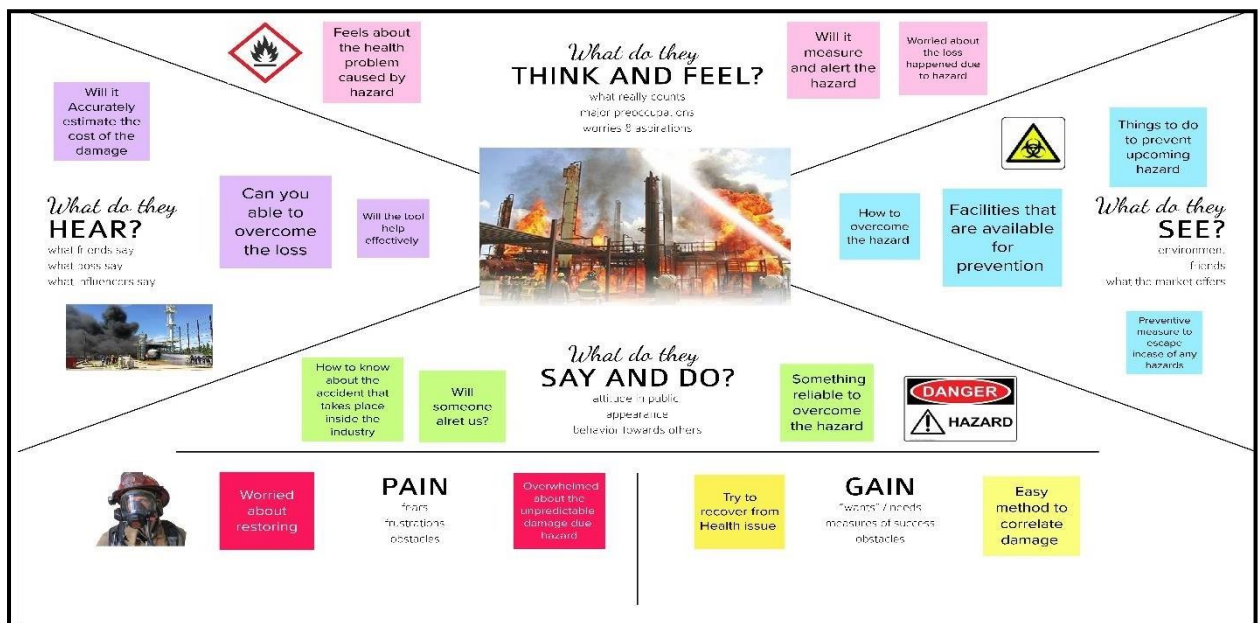 Feels about
the health
problem
caused by
hazard
What do they
THINK AND FEEL?
what really counts
major preoccupations
worries & aspirations
Will it
measure
and alert the
hazard
Worried about
the loss
happened due
to hazard
Will it
Accurately
estimate the
cost of the
damage
What do they
HEAR?
what friends say
what boss say
what influencers say
Can you
able to
overcome
the loss
Will the tool
help
effectively
How to
overcome
the hazard
Facilities that
are available
for
prevention
Things to do
to prevent
upcoming
hazard
What do they
SEE?
environment
friends
what the market offers
Preventive
measure to
escape
incase of any
hazards
How to know
about the
accident that
takes place
inside the
industry
Will
someone
alret us?
What do they
SAY AND DO?
attitude in public
appearance
behavior towards others
Something
reliable to
overcome
the hazard
DANGER
HAZARD
Worried
about
restoring
PAIN
fears
frustrations
obstacles
Overwhelmed
about the
unpredictable
damage due
hazard
Try to
recover from
Health issue
GAIN
"wants" / needs
measures of success
obstacles
Easy
method to
correlate
damage